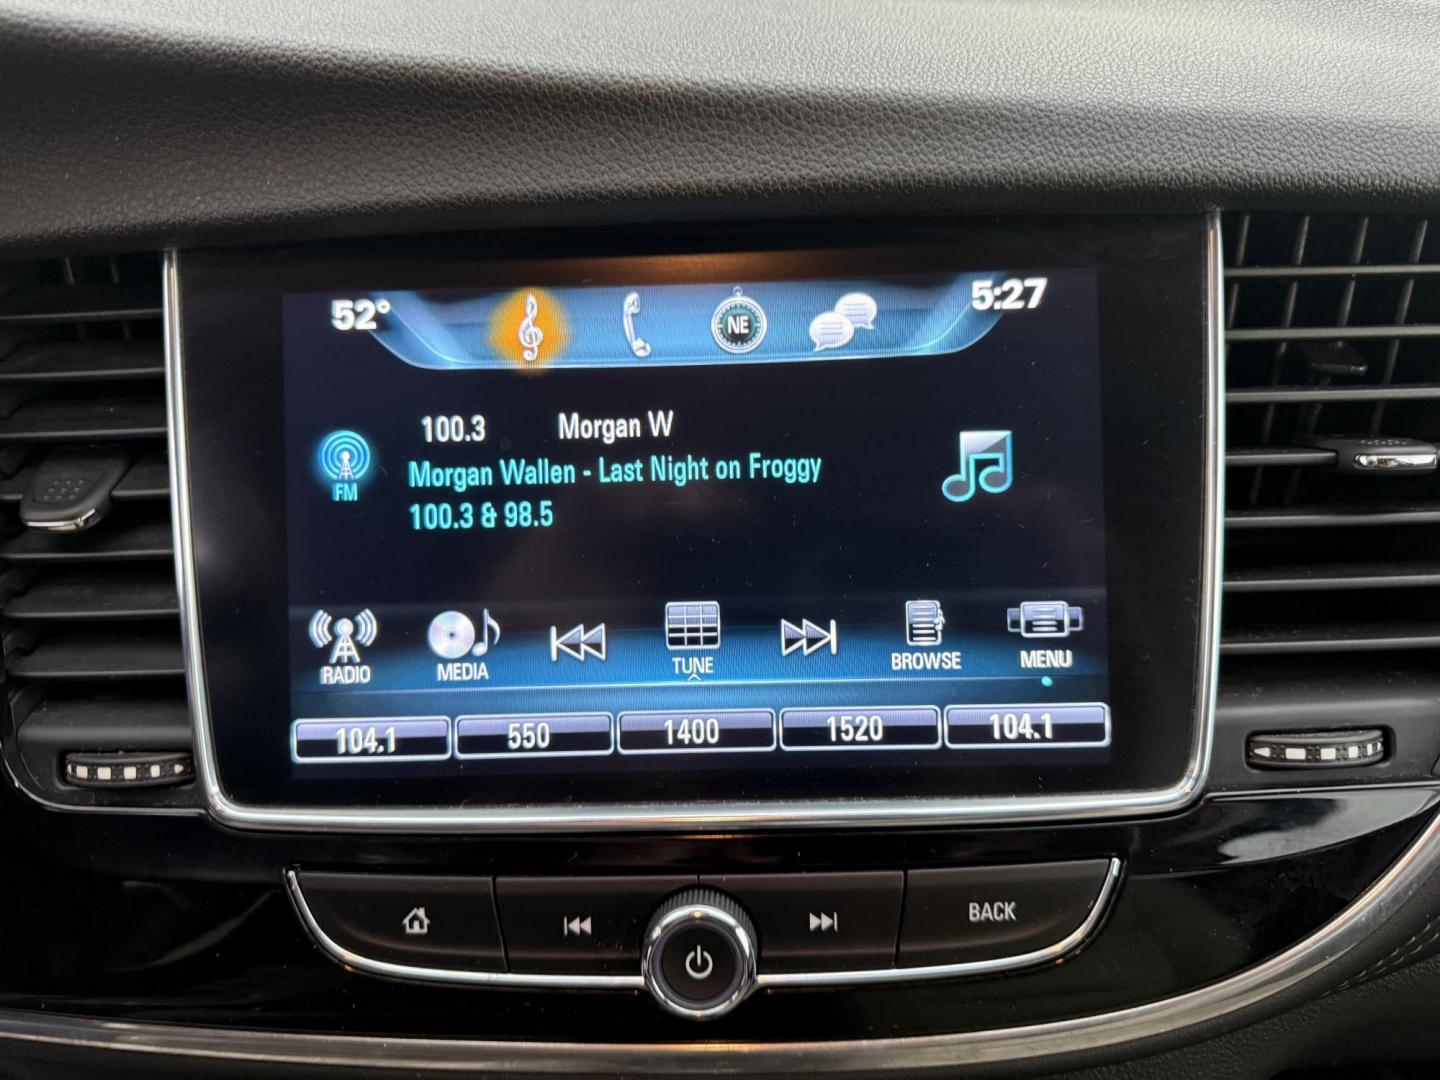 52°
NE
5:27
FM
100.3 Morgan W
Morgan Wallen - Last Night on Froggy
100.3 & 98.5
RADIO
MEDIA
TUNE
BROWSE
MENU
104.1 550 1400 1520 104.1
BACK